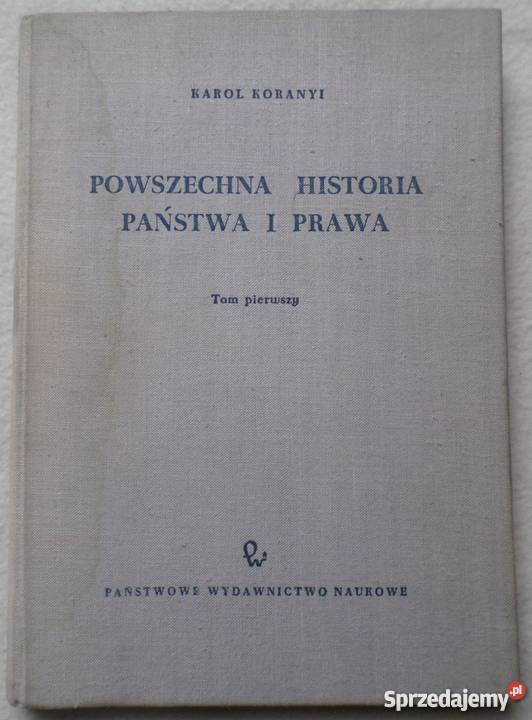 KAROL KORANYI
POWSZECHNA HISTORIA
PAŃSTWA I PRAWA
Tom pierwszy
PAŃSTWOWE WYDAWNICTWO NAUKOWE
Sprzedajemy.pl